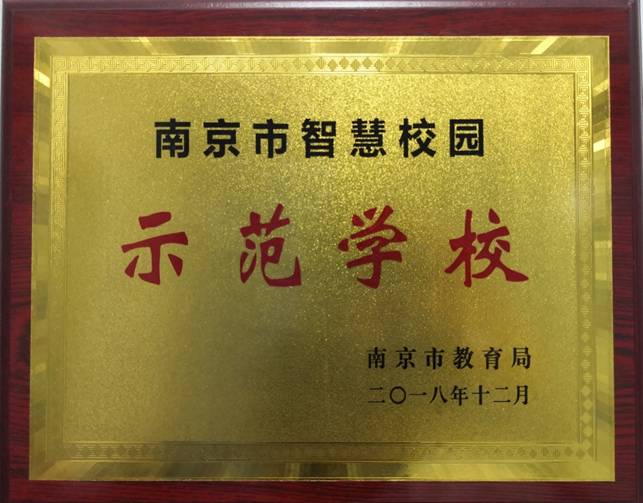 南京市智慧校园
示范学校
南京市教育局
二〇一八年十二月